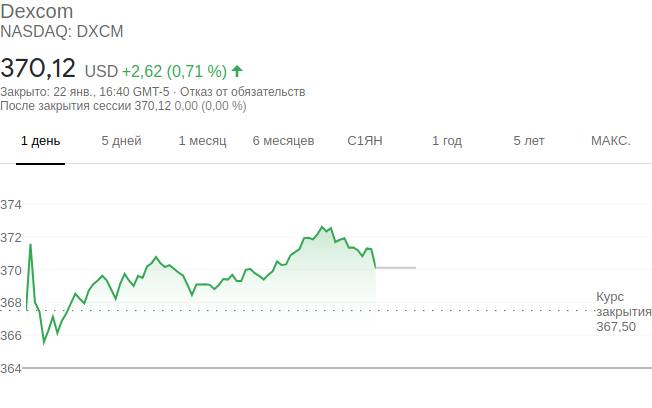 Dexcom
NASDAQ: DXCM
370,12 USD +2,62 (0,71 %)
Закрыто: 22 янв., 16:40 GMT-5 · Отказ от обязательств
После закрытия сессии 370,12 0,00 (0,00 %)
1 день 5 дней 1 месяц 6 месяцев С1ЯН 1 год 5 лет МАКС.
374
372
370
368
366
364
Курс
закрытия
367,50